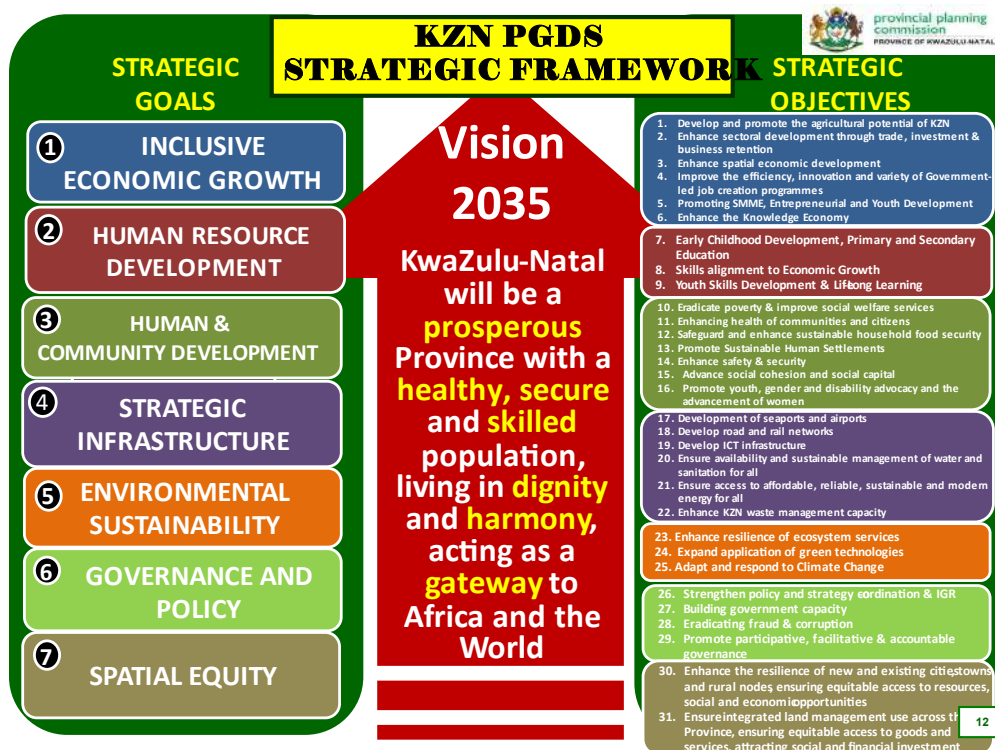 KZN PGDS
STRATEGIC FRAMEWORK
provincial planning
commission
PROVINCE OF KWAZULU-NATAL
STRATEGIC
GOALS
1
INCLUSIVE
ECONOMIC GROWTH
2
HUMAN RESOURCE
DEVELOPMENT
3
HUMAN &
COMMUNITY DEVELOPMENT
4
STRATEGIC
INFRASTRUCTURE
5
ENVIRONMENTAL
SUSTAINABILITY
6
GOVERNANCE AND
POLICY
7
SPATIAL EQUITY
Vision
2035
KwaZulu-Natal
will be a
prosperous
Province with a
healthy, secure
and skilled
population,
living in dignity
and harmony,
acting as a
gateway to
Africa and the
World
STRATEGIC
OBJECTIVES
1. Develop and promote the agricultural potential of KZN
2. Enhance sectoral development through trade, investment &
business retention
3. Enhance spatial economic development
4. Improve the efficiency, innovation and variety of Government-
led job creation programmes
5. Promoting SMME, Entrepreneurial and Youth Development
6. Enhance the Knowledge Economy
7. Early Childhood Development, Primary and Secondary
Education
8. Skills alignment to Economic Growth
9. Youth Skills Development & Lifelong Learning
10. Eradicate poverty & improve social welfare services
11. Enhancing health of communities and citizens
12. Safeguard and enhance sustainable household food security
13. Promote Sustainable Human Settlements
14. Enhance safety & security
15. Advance social cohesion and social capital
16. Promote youth, gender and disability advocacy and the
advancement of women
17. Development of seaports and airports
18. Develop road and rail networks
19. Develop ICT infrastructure
20. Ensure availability and sustainable management of water and
sanitation for all
21. Ensure access to affordable, reliable, sustainable and modern
energy for all
22. Enhance KZN waste management capacity
23. Enhance resilience of ecosystem services
24. Expand application of green technologies
25. Adapt and respond to Climate Change
26. Strengthen policy and strategy coordination & IGR
27. Building government capacity
28. Eradicating fraud & corruption
29. Promote participative, facilitative & accountable
governance
30. Enhance the resilience of new and existing cities, towns
and rural nodes, ensuring equitable access to resources,
social and economic opportunities
31. Ensure integrated land management use across th
Province, ensuring equitable access to goods and
services, attracting social and financial investment
12